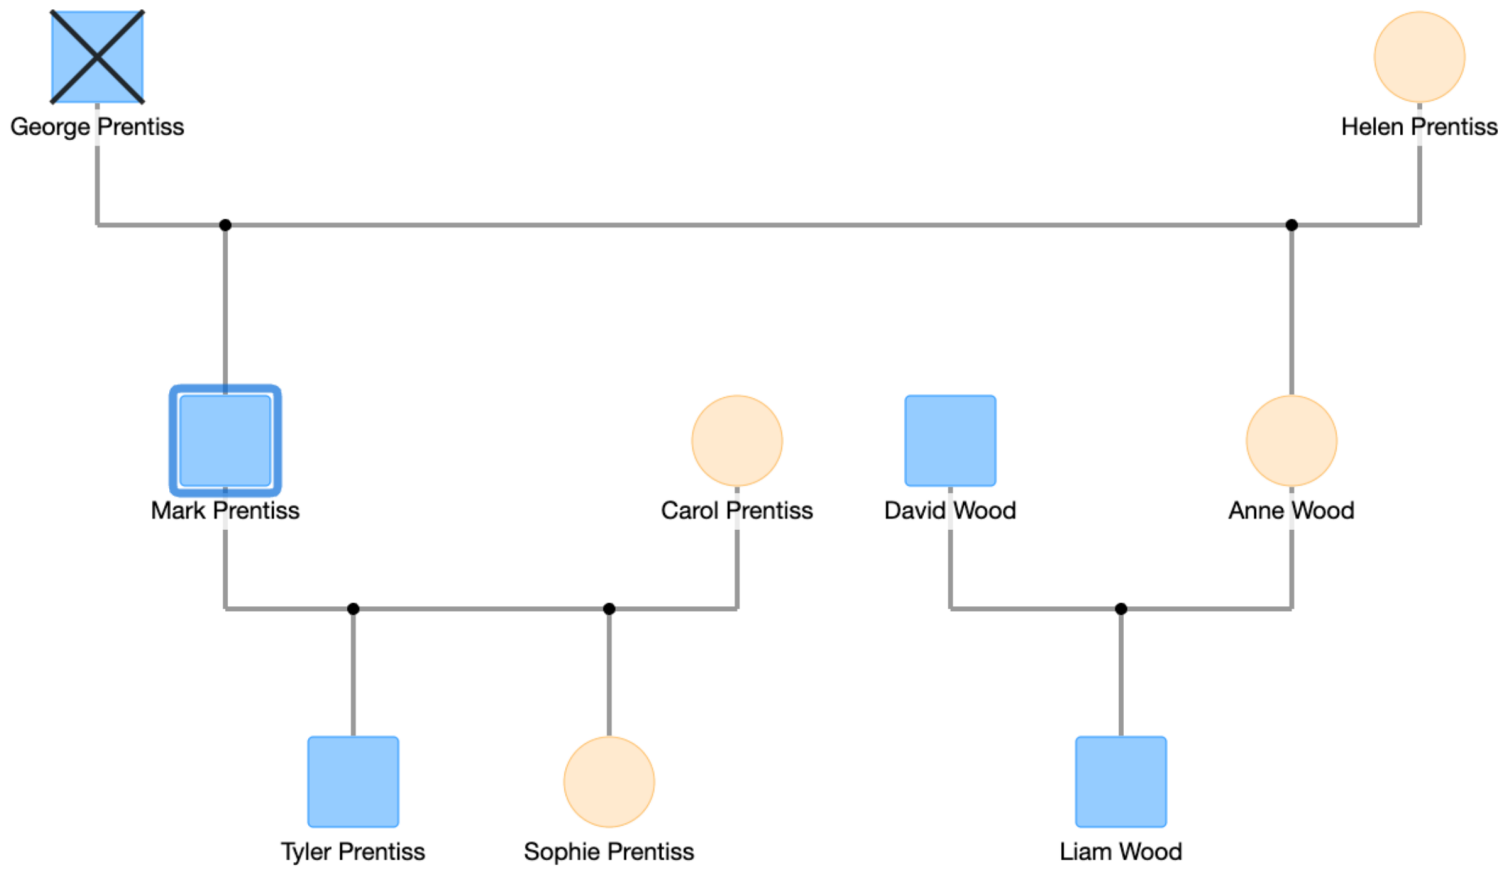 George Prentiss
Helen Prentiss
Mark Prentiss
Carol Prentiss
David Wood
Anne Wood
Tyler Prentiss
Sophie Prentiss
Liam Wood